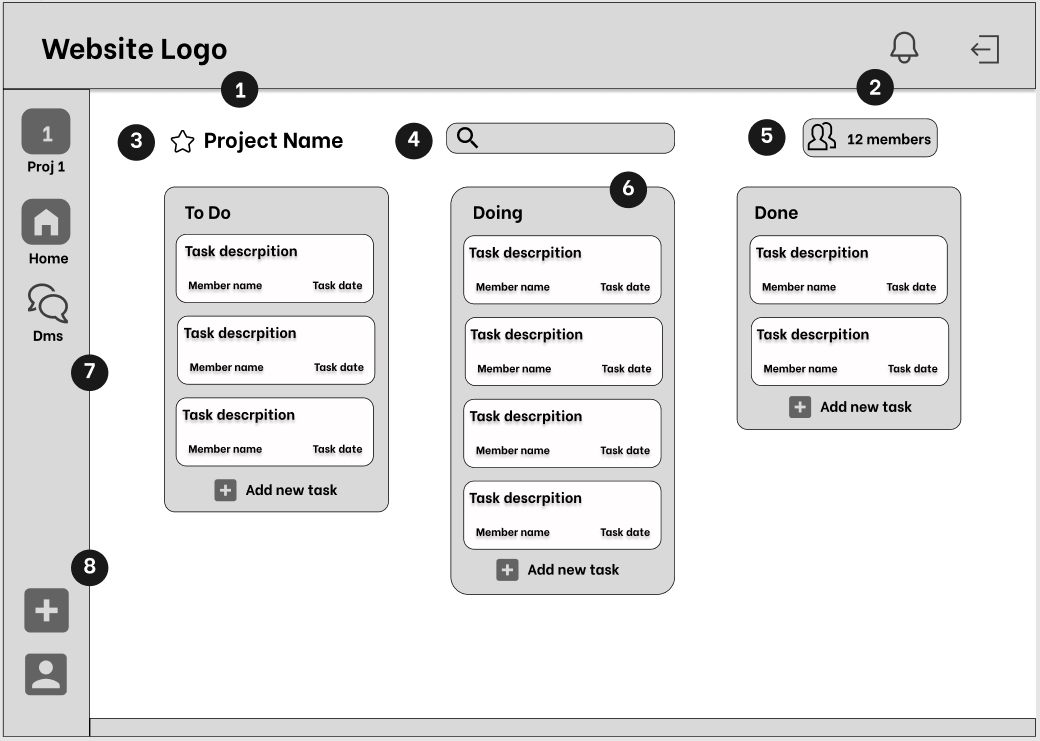 Website Logo
1
2
1
Proj 1
Home
Dms
7
8
3
Project Name
4
5
12 members
6
To Do
Task descrpition
Member name Task date
Task descrpition
Member name Task date
Task descrpition
Member name Task date
Add new task
Doing
Task descrpition
Member name Task date
Task descrpition
Member name Task date
Task descrpition
Member name Task date
Task descrpition
Member name Task date
Add new task
Done
Task descrpition
Member name Task date
Task descrpition
Member name Task date
Add new task